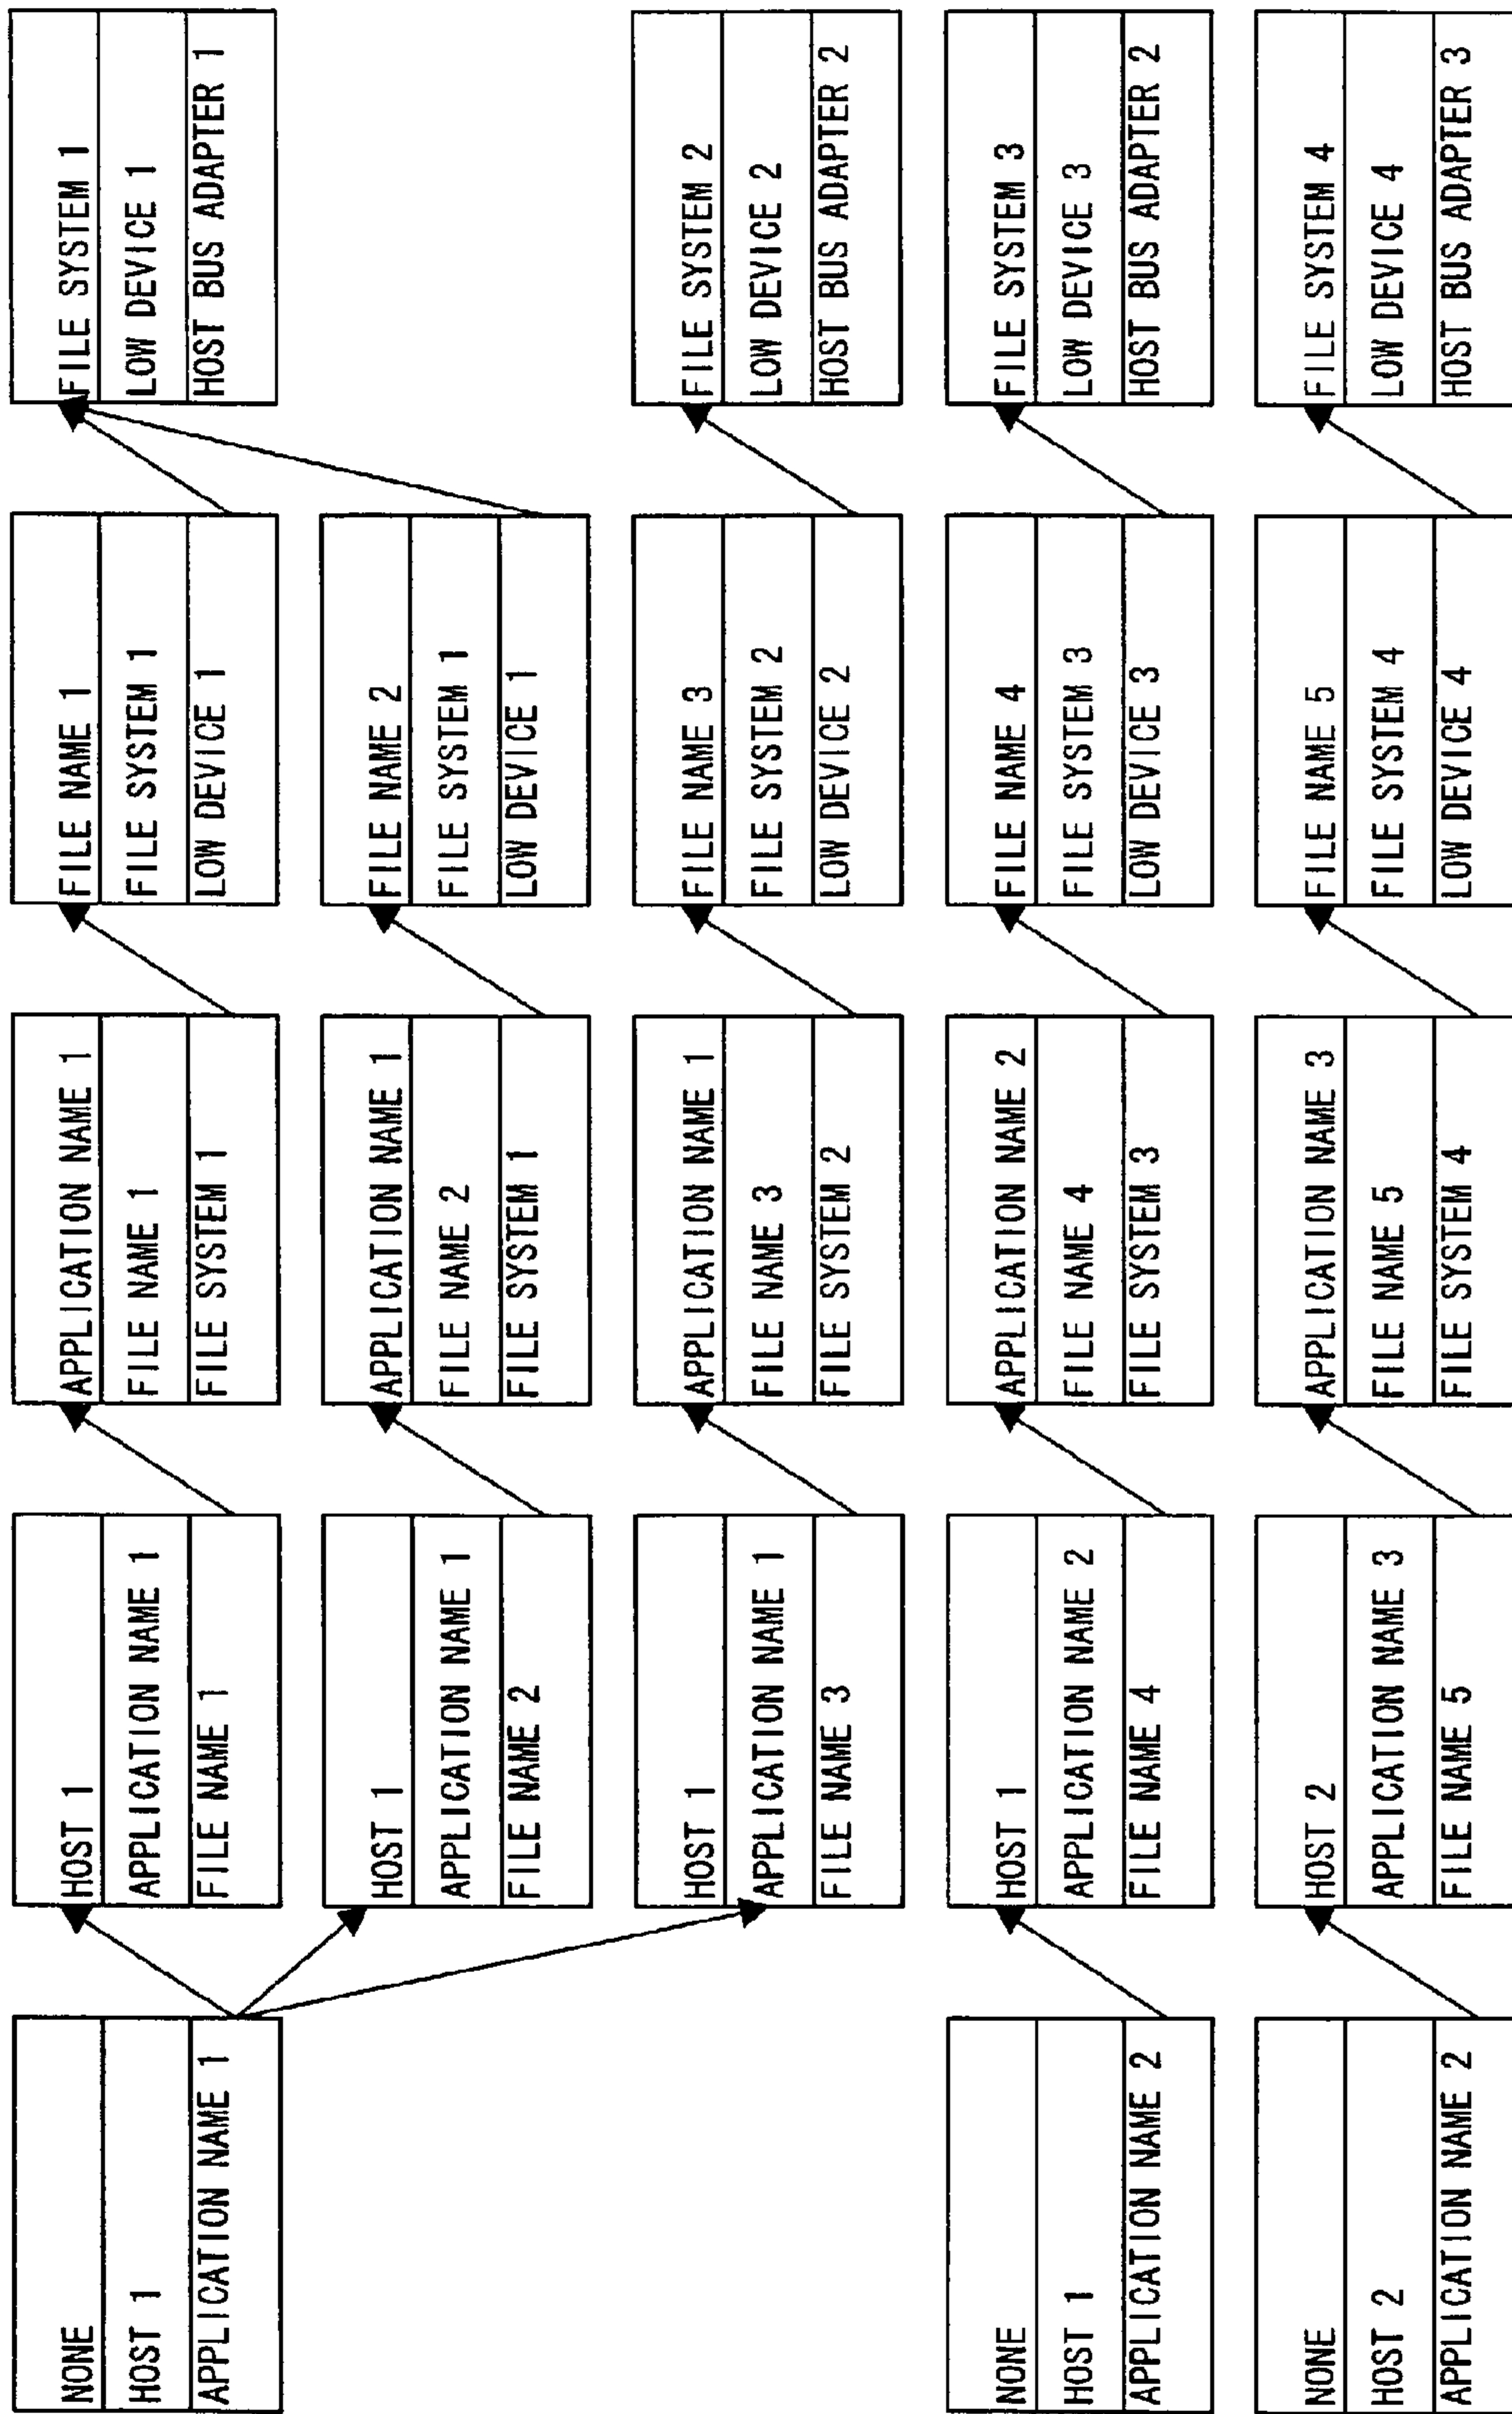 NONE
HOST 1
APPLICATION NAME 1
HOST 1
APPLICATION NAME 1
FILE NAME 1
APPLICATION NAME 1
FILE NAME 1
FILE SYSTEM 1
FILE NAME 1
FILE SYSTEM 1
LOW DEVICE 1
FILE SYSTEM 1
LOW DEVICE 1
HOST BUS ADAPTER 1
HOST 1
APPLICATION NAME 1
FILE NAME 2
APPLICATION NAME 1
FILE NAME 2
FILE SYSTEM 1
FILE NAME 2
FILE SYSTEM 1
LOW DEVICE 1
HOST 1
APPLICATION NAME 1
FILE NAME 3
APPLICATION NAME 1
FILE NAME 3
FILE SYSTEM 2
FILE NAME 3
FILE SYSTEM 2
LOW DEVICE 2
FILE SYSTEM 2
LOW DEVICE 2
HOST BUS ADAPTER 2
NONE
HOST 1
APPLICATION NAME 2
HOST 1
APPLICATION NAME 2
FILE NAME 4
APPLICATION NAME 2
FILE NAME 4
FILE SYSTEM 3
FILE NAME 4
FILE SYSTEM 3
LOW DEVICE 3
FILE SYSTEM 3
LOW DEVICE 3
HOST BUS ADAPTER 2
NONE
HOST 2
APPLICATION NAME 2
HOST 2
APPLICATION NAME 3
FILE NAME 5
APPLICATION NAME 3
FILE NAME 5
FILE SYSTEM 4
FILE NAME 5
FILE SYSTEM 4
LOW DEVICE 4
FILE SYSTEM 4
LOW DEVICE 4
HOST BUS ADAPTER 3